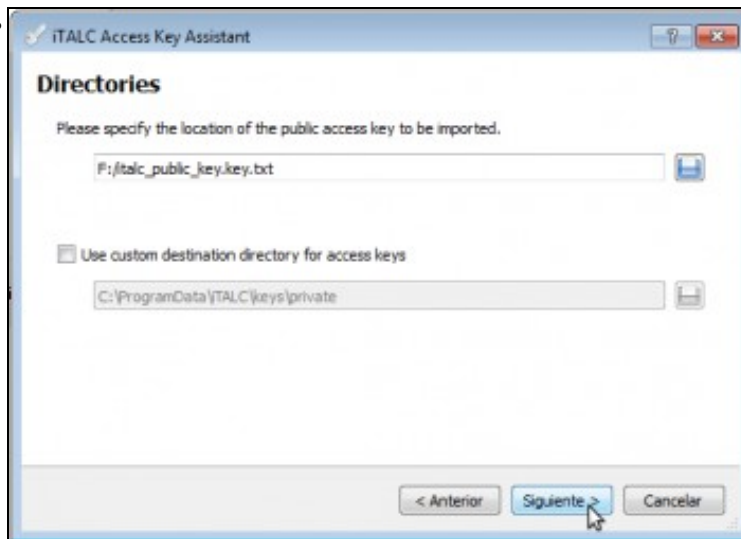 iTALC Access Key Assistant
Directories
Please specify the location of the public access key to be imported.
F:/italc_public_key.key.txt
Use custom destination directory for access keys
C:\ProgramData\iTALC\keys\private
< Anterior
Siguiente >
Cancelar